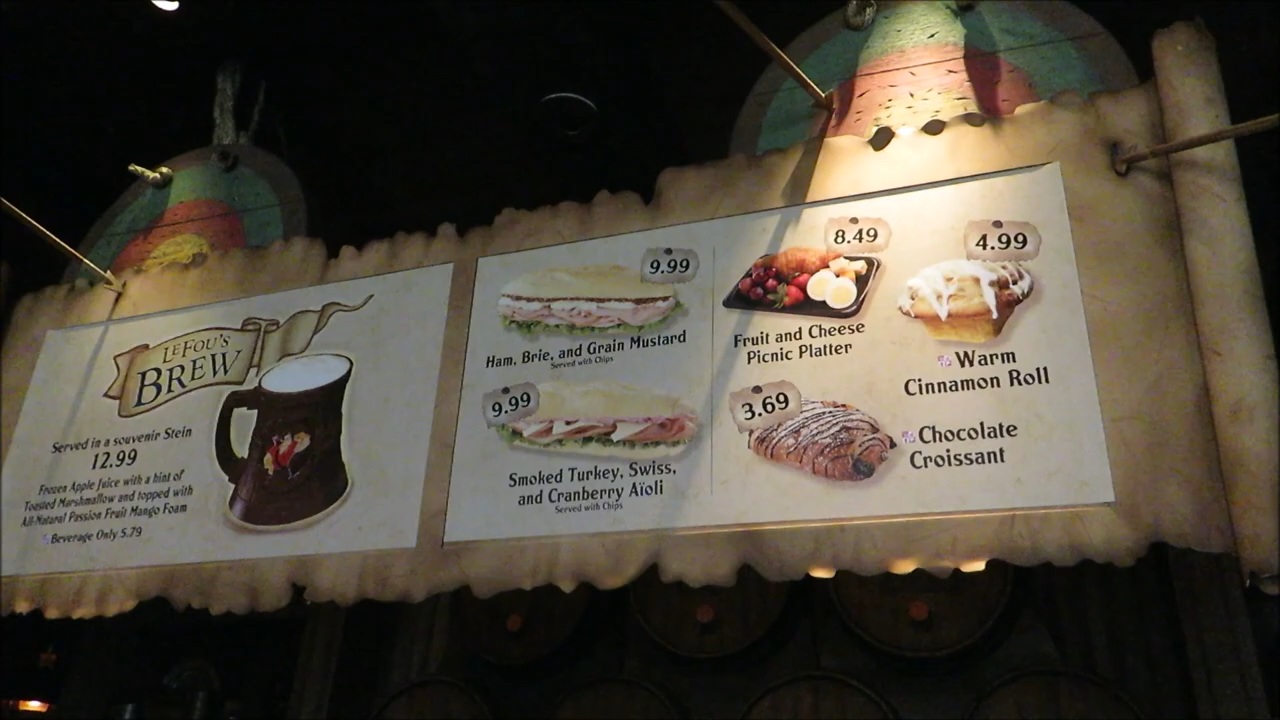 LeFou's
BREW
Served in a souvenir Stein
12.99
Frozen Apple Juice with a hint of
Toasted Marshmallow and topped with
All-Natural Passion Fruit Mango Foam
Beverage Only 5.79
9.99
Ham, Brie, and Grain Mustard
Served with Chips
9.99
Smoked Turkey, Swiss,
and Cranberry Aïoli
Served with Chips
8.49
Fruit and Cheese
Picnic Platter
4.99
Warm
Cinnamon Roll
3.69
Chocolate
Croissant